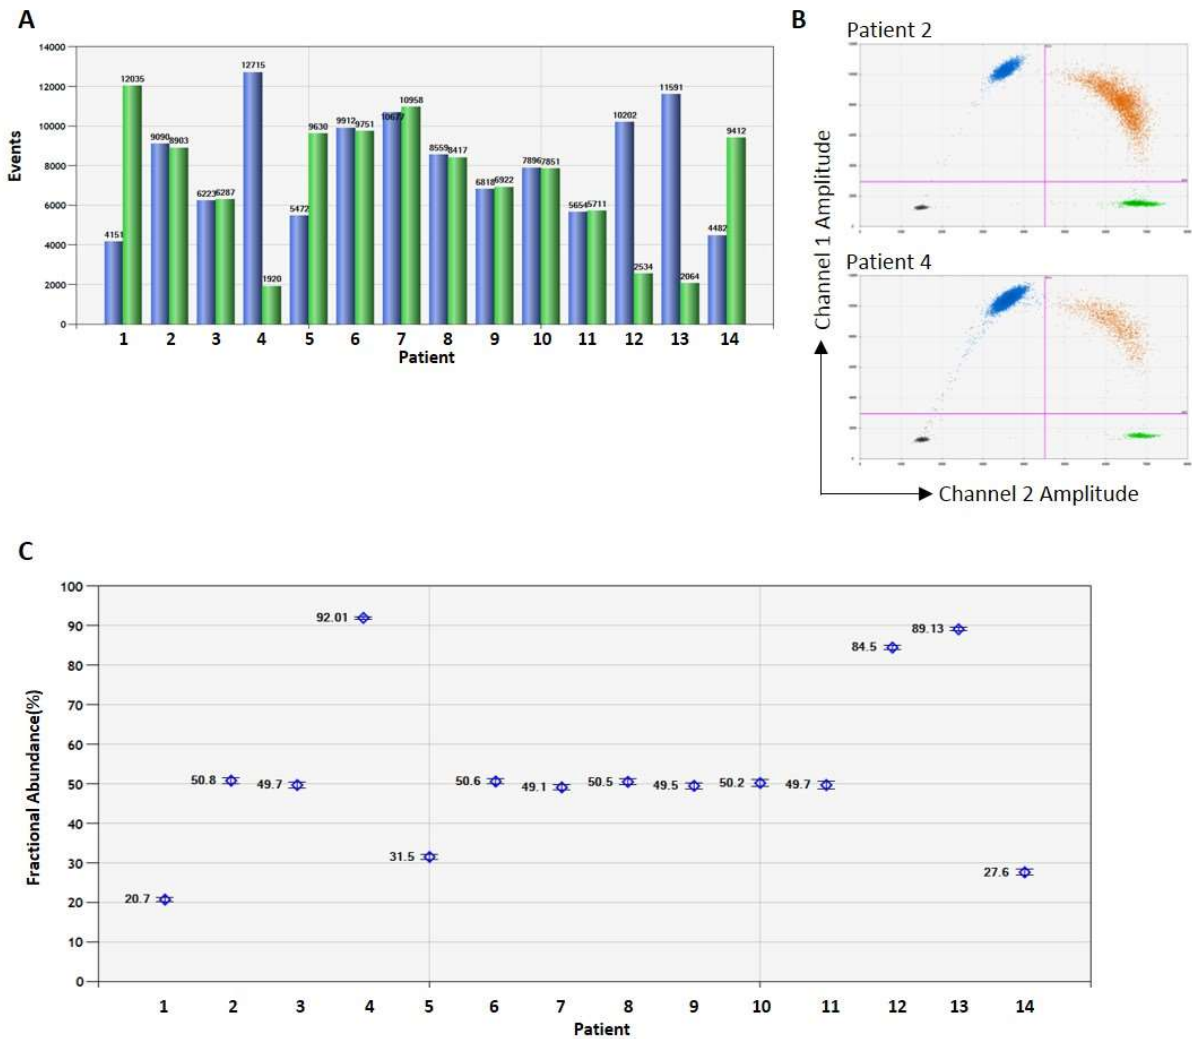 A
14000
12000
10000
8000
6000
4000
2000
0
Events
4151 12035 9090 8903 6223 6287 12715 1920 5472 9630 9912 9751 10677 10958 8559 8417 6818 6922 7896 7851 5654 5711 10202 2534 11591 2064 4482 9412
1 2 3 4 5 6 7 8 9 10 11 12 13 14
Patient
B
Patient 2
Patient 4
Channel 1 Amplitude
Channel 2 Amplitude
C
100
90
80
70
60
50
40
30
20
10
0
Fractional Abundance(%)
20.7 50.8 49.7 92.01 31.5 50.6 49.1 50.5 49.5 50.2 49.7 84.5 89.13 27.6
1 2 3 4 5 6 7 8 9 10 11 12 13 14
Patient